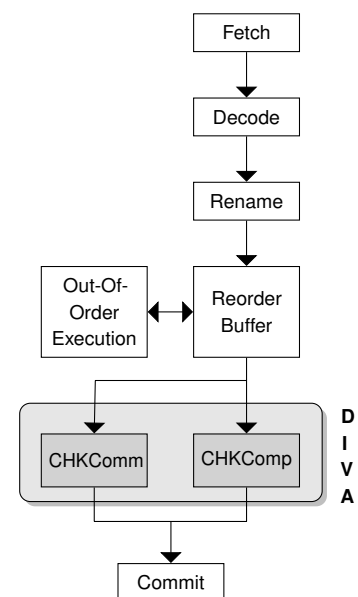 Fetch
Decode
Rename
Out-Of-
Order
Execution
Reorder
Buffer
CHKComm
CHKComp
D
I
V
A
Commit